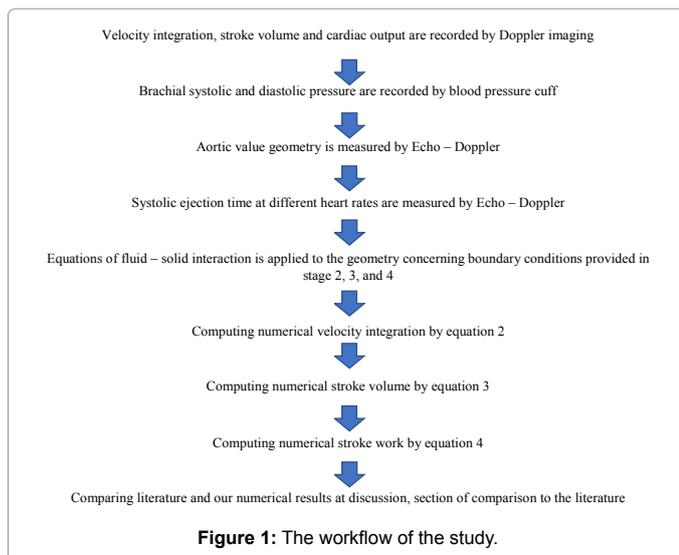 Velocity integration, stroke volume and cardiac output are recorded by Doppler imaging
Brachial systolic and diastolic pressure are recorded by blood pressure cuff
Aortic value geometry is measured by Echo – Doppler
Systolic ejection time at different heart rates are measured by Echo – Doppler
Equations of fluid – solid interaction is applied to the geometry concerning boundary conditions provided in
stage 2, 3, and 4
Computing numerical velocity integration by equation 2
Computing numerical stroke volume by equation 3
Computing numerical stroke work by equation 4
Comparing literature and our numerical results at discussion, section of comparison to the literature
Figure 1: The workflow of the study.